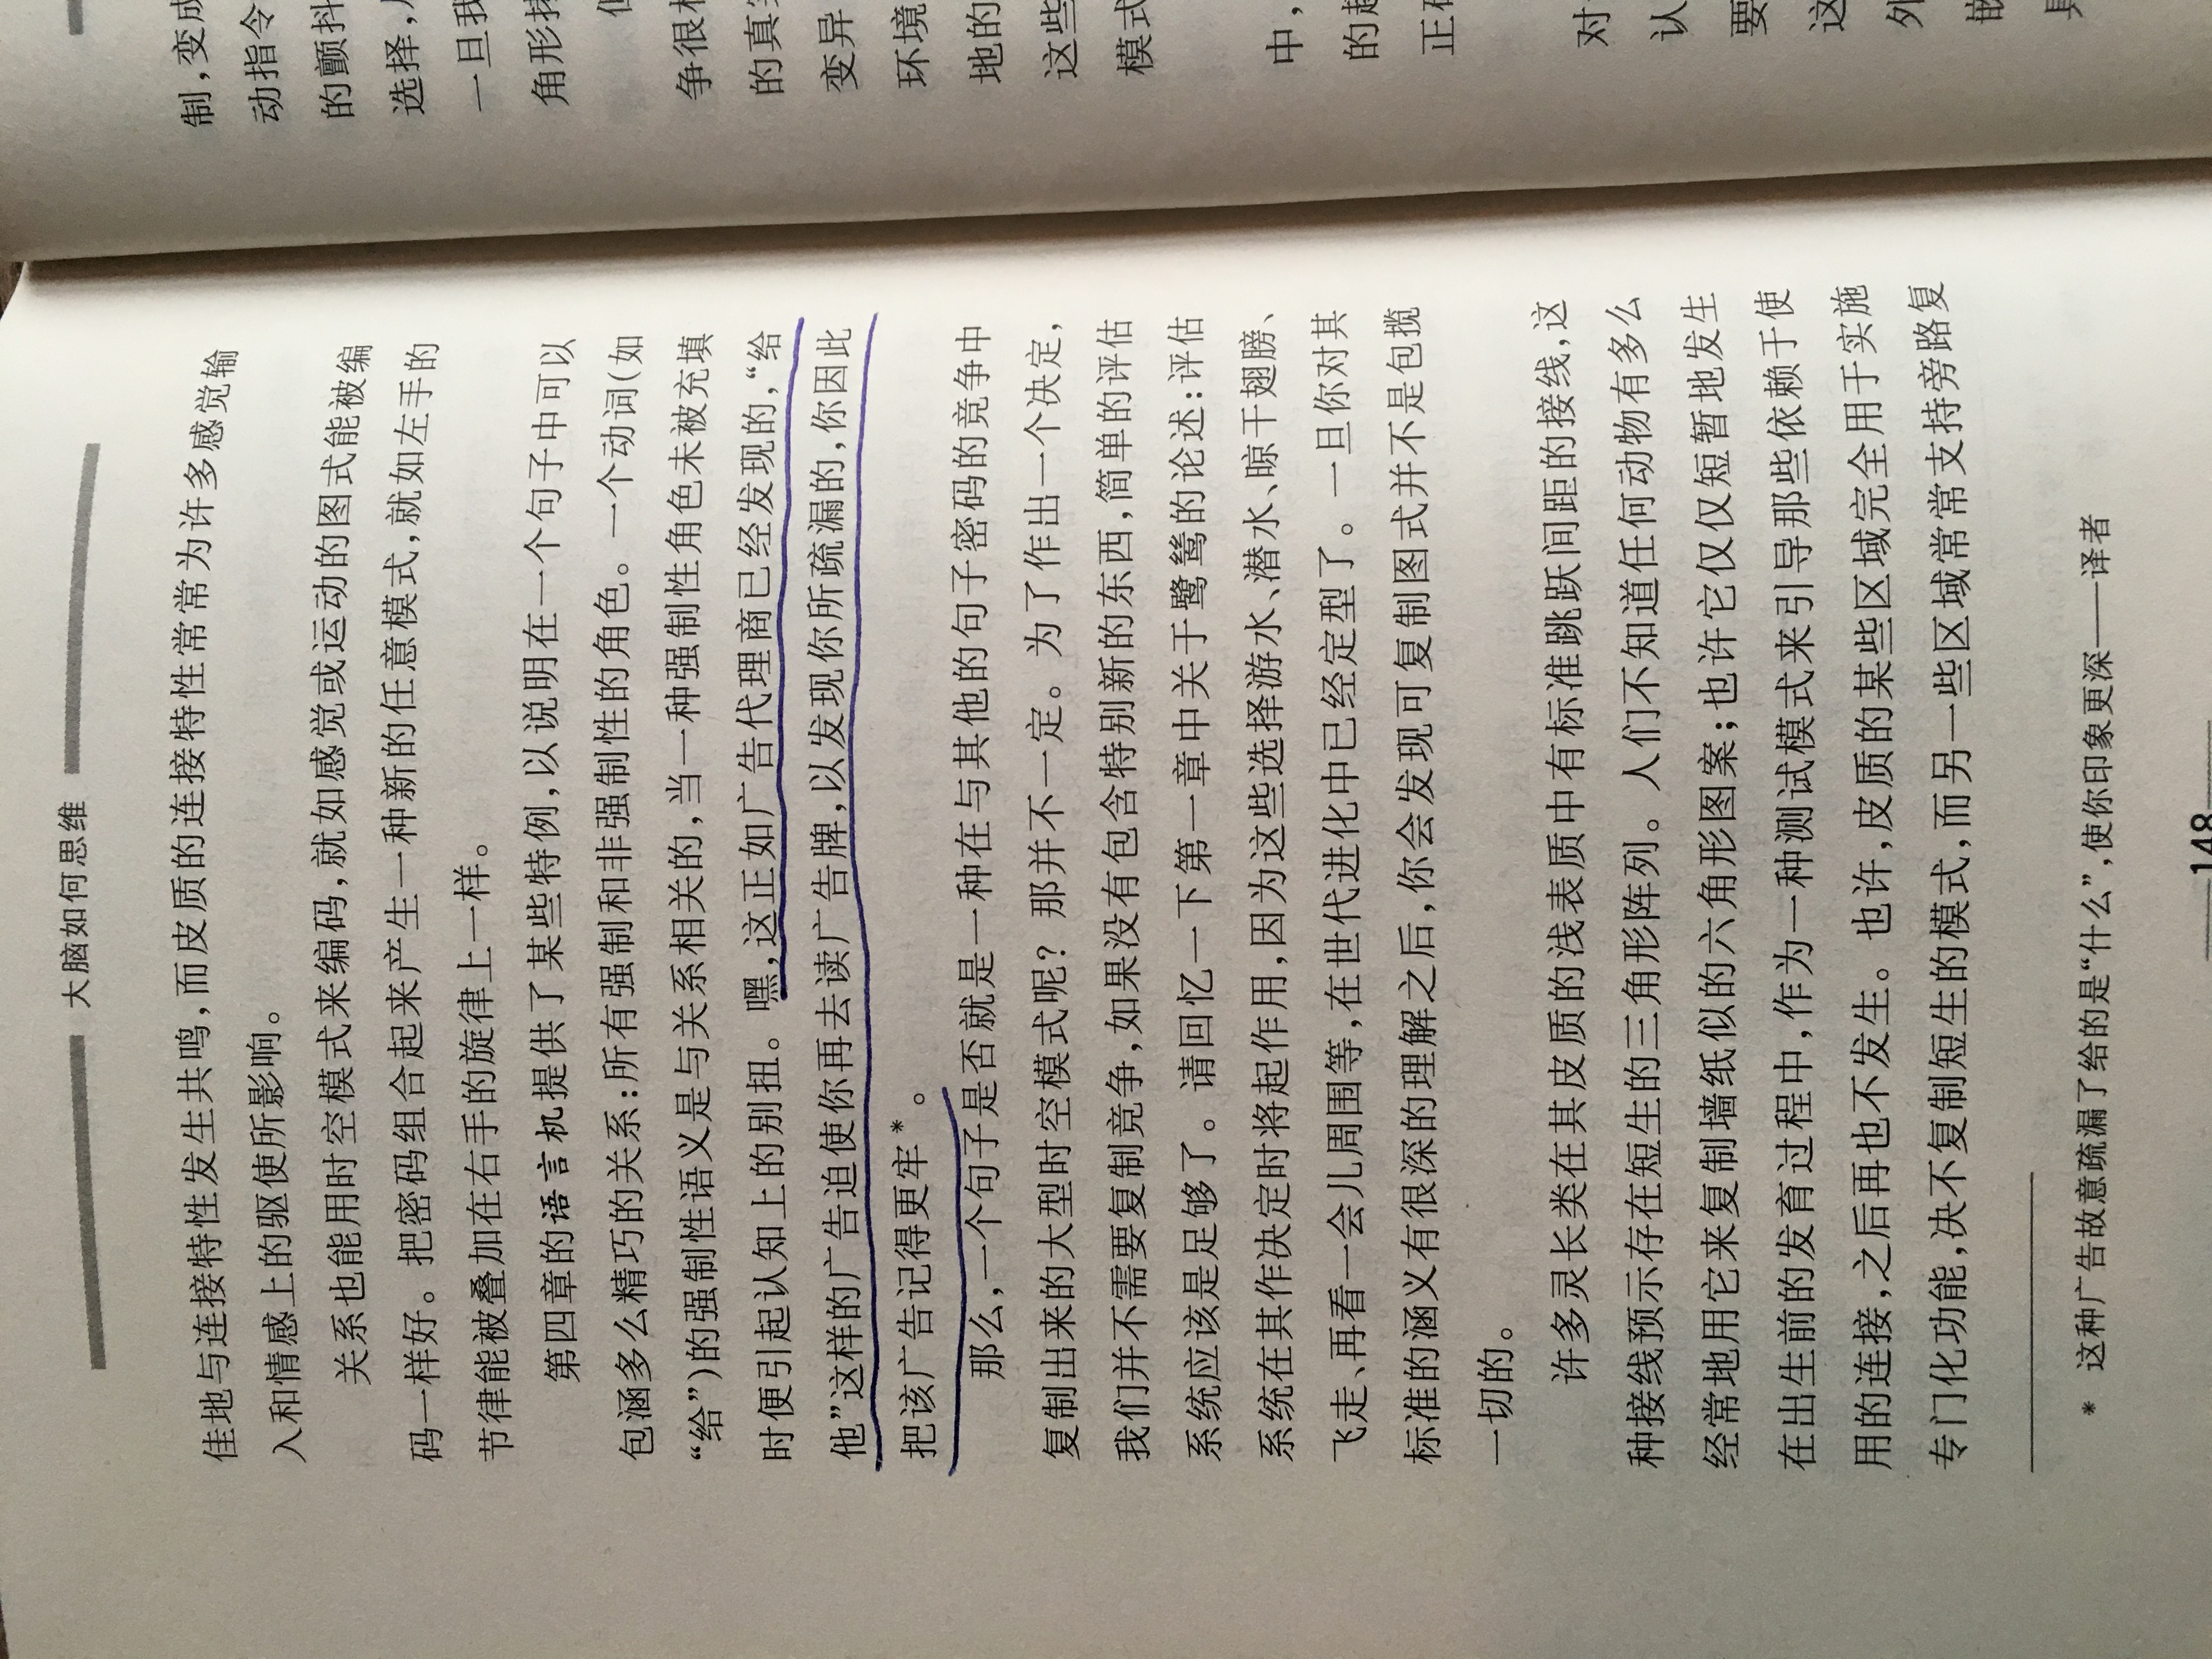 大脑如何思维
佳地与连接特性发生共鸣,而皮质的连接特性常常为许多感觉输
入和情感上的驱使所影响。
关系也能用时空模式来编码,就如感觉或运动的图式能被编
码一样好。把密码组合起来产生一种新的任意模式,就如左手的
节律能被叠加在右手的旋律上一样。
第四章的语言机提供了某些特例,以说明在一个句子中可以
包涵多么精巧的关系:所有强制和非强制性的角色。一个动词(如
“给”)的强制性语义是与关系相关的,当一种强制性角色未被充填
时便引起认知上的别扭。嘿,这正如广告代理商已经发现的,“给
他”这样的广告迫使你再去读广告牌,以发现你所疏漏的,你因此
把该广告记得更牢*。
那么,一个句子是否就是一种在与其他的句子密码的竞争中
复制出来的大型时空模式呢?那并不一定。为了作出一个决定,
我们并不需要复制竞争,如果没有包含特别新的东西,简单的评估
系统应该是足够了。请回忆一下第一章中关于鹭鸶的论述:评估
系统在其作决定时将起作用,因为这些选择游水、潜水、晾干翅膀、
飞走、再看一会儿周围等,在世代进化中已经定型了。一旦你对其
标准的涵义有很深的理解之后,你会发现可复制图式并不是包揽
一切的。
许多灵长类在其皮质的浅表质中有标准跳跃间距的接线,这
种接线预示存在短生的三角形阵列。人们不知道任何动物有多么
经常地用它来复制墙纸似的六角形图案;也许它仅仅短暂地发生
在出生前的发育过程中,作为一种测试模式来引导那些依赖于使
用的连接,之后再也不发生。也许,皮质的某些区域完全用于实施
专门化功能,决不复制短生的模式,而另一些区域常常支持旁路复
* 这种广告故意疏漏了给的是“什么”,使你印象更深——译者
148
制,变成
动指令
的颤抖
选择,
一旦我
角形拷
但
争很
的真实
变异
环境
地的
这些
模式
中,
的
正确
对
认
要
这
外
嵌
具